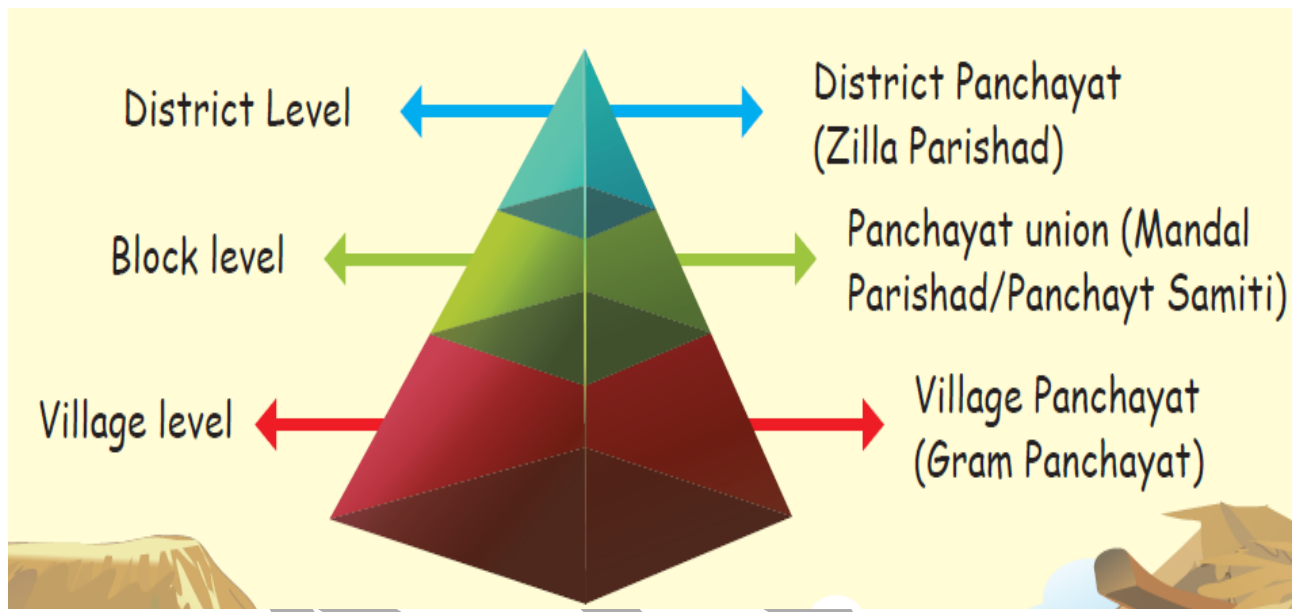 District Level
District Panchayat
(Zilla Parishad)
Block level
Panchayat union (Mandal
Parishad/Panchayt Samiti)
Village level
Village Panchayat
(Gram Panchayat)